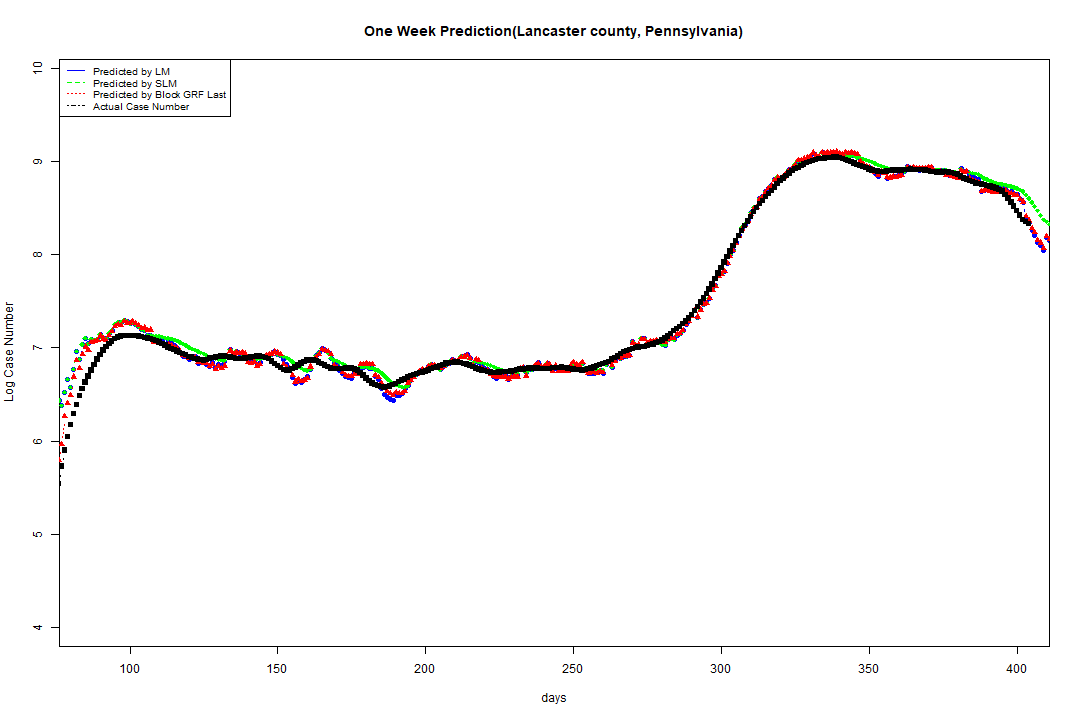 One Week Prediction(Lancaster county, Pennsylvania)
Predicted by LM
Predicted by SLM
Predicted by Block GRF Last
Actual Case Number
10
9
8
7
6
5
4
Log Case Number
100 150 200 250 300 350 400
days